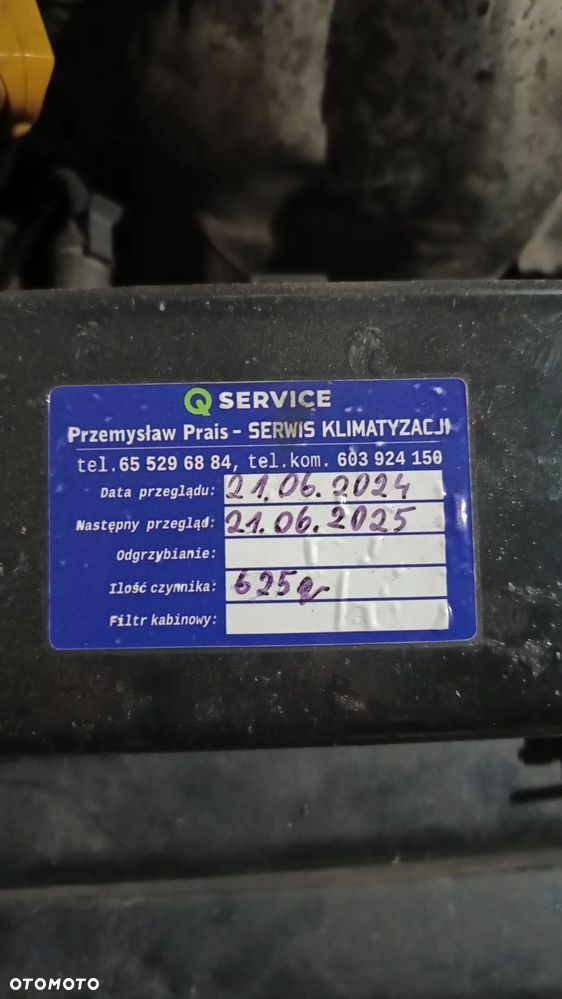 Q SERVICE
Przemysław Prais - SERWIS KLIMATYZACJI
tel.65 529 68 84, tel.kom. 603 924 150
Data przeglądu: 21.06.2024
Następny przegląd: 21.06.2025
Odgrzybianie:
Ilość czynnika: 625g
Filtr kabinowy:
OTOMOTO